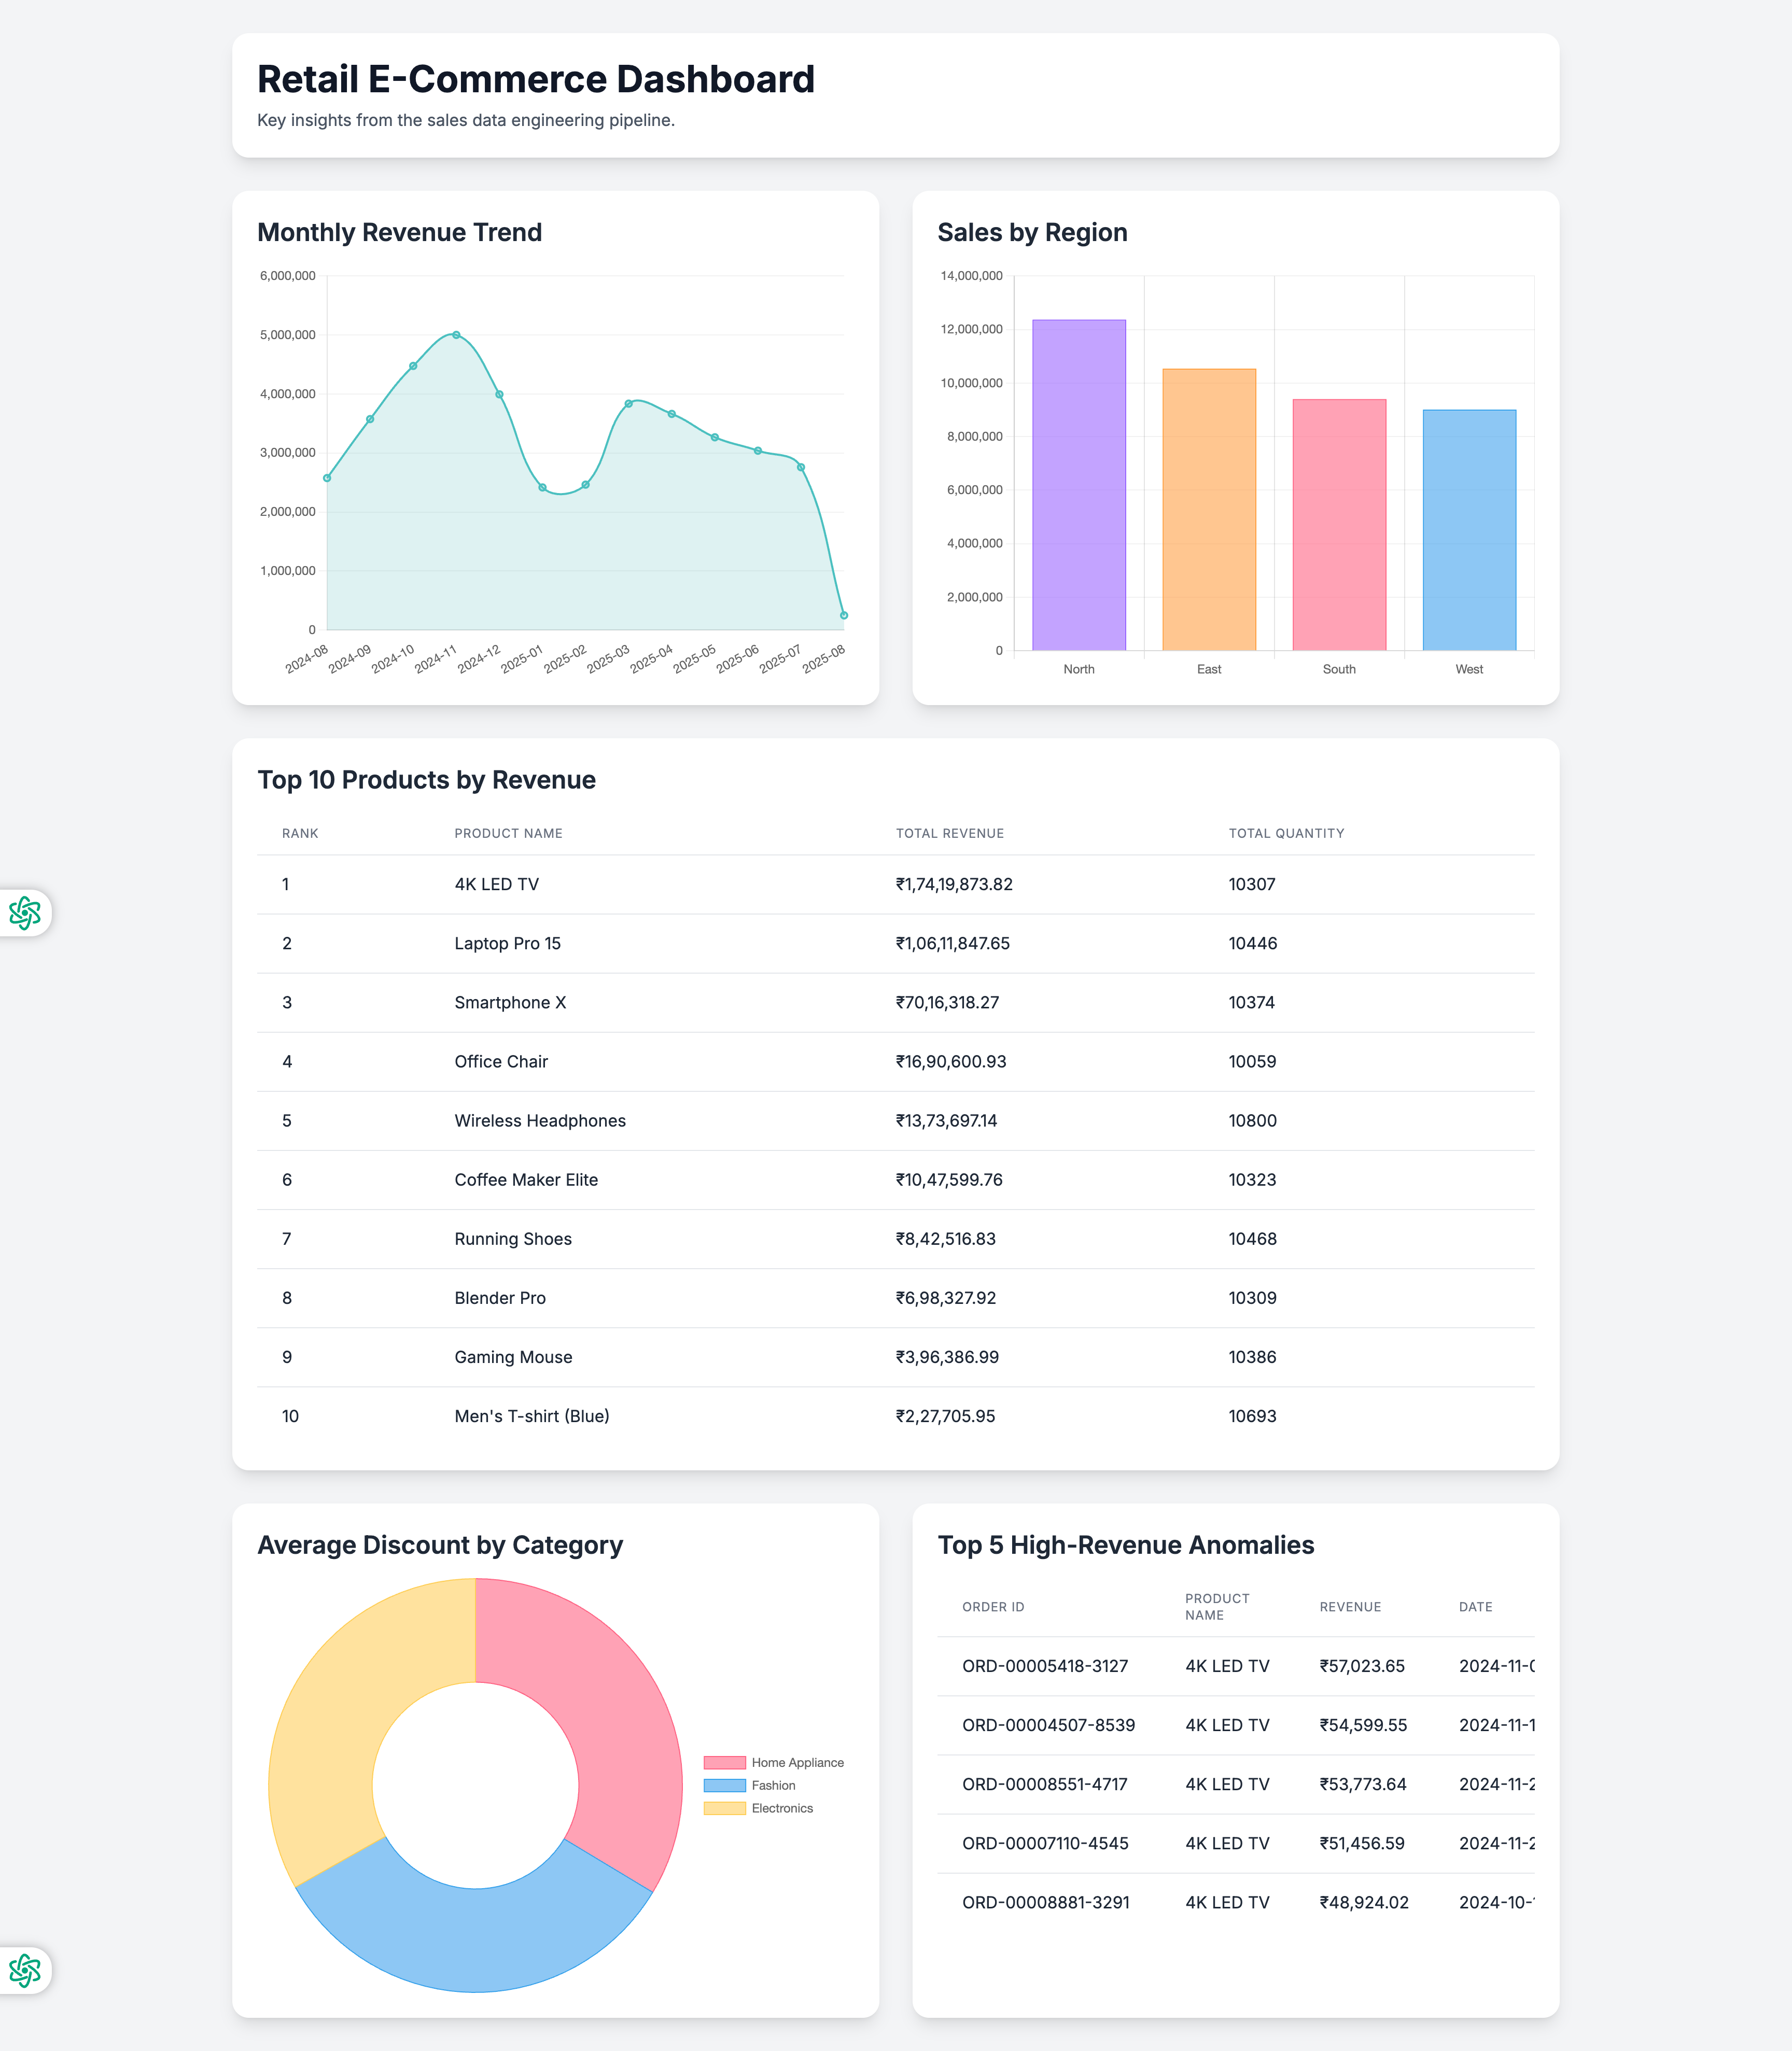 Retail E-Commerce Dashboard
Key insights from the sales data engineering pipeline.
Monthly Revenue Trend
6,000,000
5,000,000
4,000,000
3,000,000
2,000,000
1,000,000
0
2024-08 2024-09 2024-10 2024-11 2024-12 2025-01 2025-02 2025-03 2025-04 2025-05 2025-06 2025-07 2025-08
Sales by Region
14,000,000
12,000,000
10,000,000
8,000,000
6,000,000
4,000,000
2,000,000
0
North East South West
Top 10 Products by Revenue
RANK PRODUCT NAME TOTAL REVENUE TOTAL QUANTITY
1 4K LED TV ₹1,74,19,873.82 10307
2 Laptop Pro 15 ₹1,06,11,847.65 10446
3 Smartphone X ₹70,16,318.27 10374
4 Office Chair ₹16,90,600.93 10059
5 Wireless Headphones ₹13,73,697.14 10800
6 Coffee Maker Elite ₹10,47,599.76 10323
7 Running Shoes ₹8,42,516.83 10468
8 Blender Pro ₹6,98,327.92 10309
9 Gaming Mouse ₹3,96,386.99 10386
10 Men's T-shirt (Blue) ₹2,27,705.95 10693
Average Discount by Category
Home Appliance
Fashion
Electronics
Top 5 High-Revenue Anomalies
ORDER ID PRODUCT NAME REVENUE DATE
ORD-00005418-3127 4K LED TV ₹57,023.65 2024-11-0
ORD-00004507-8539 4K LED TV ₹54,599.55 2024-11-1
ORD-00008551-4717 4K LED TV ₹53,773.64 2024-11-2
ORD-00007110-4545 4K LED TV ₹51,456.59 2024-11-2
ORD-00008881-3291 4K LED TV ₹48,924.02 2024-10-